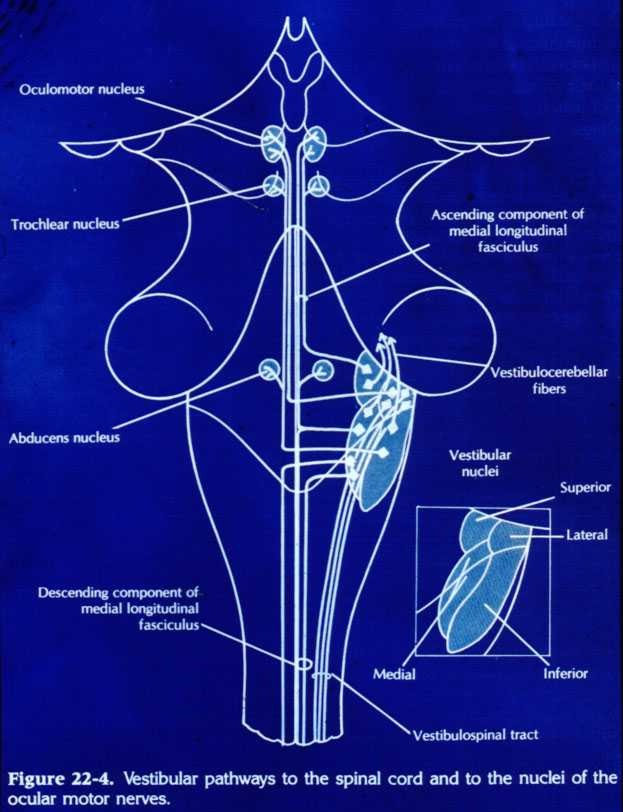 Oculomotor nucleus
Trochlear nucleus
Ascending component of
medial longitudinal
fasciculus
Vestibulocerebellar
fibers
Abducens nucleus
Vestibular
nuclei
Superior
Lateral
Descending component of
medial longitudinal
fasciculus
Medial
Inferior
Vestibulospinal tract
Figure 22-4. Vestibular pathways to the spinal cord and to the nuclei of the
ocular motor nerves.